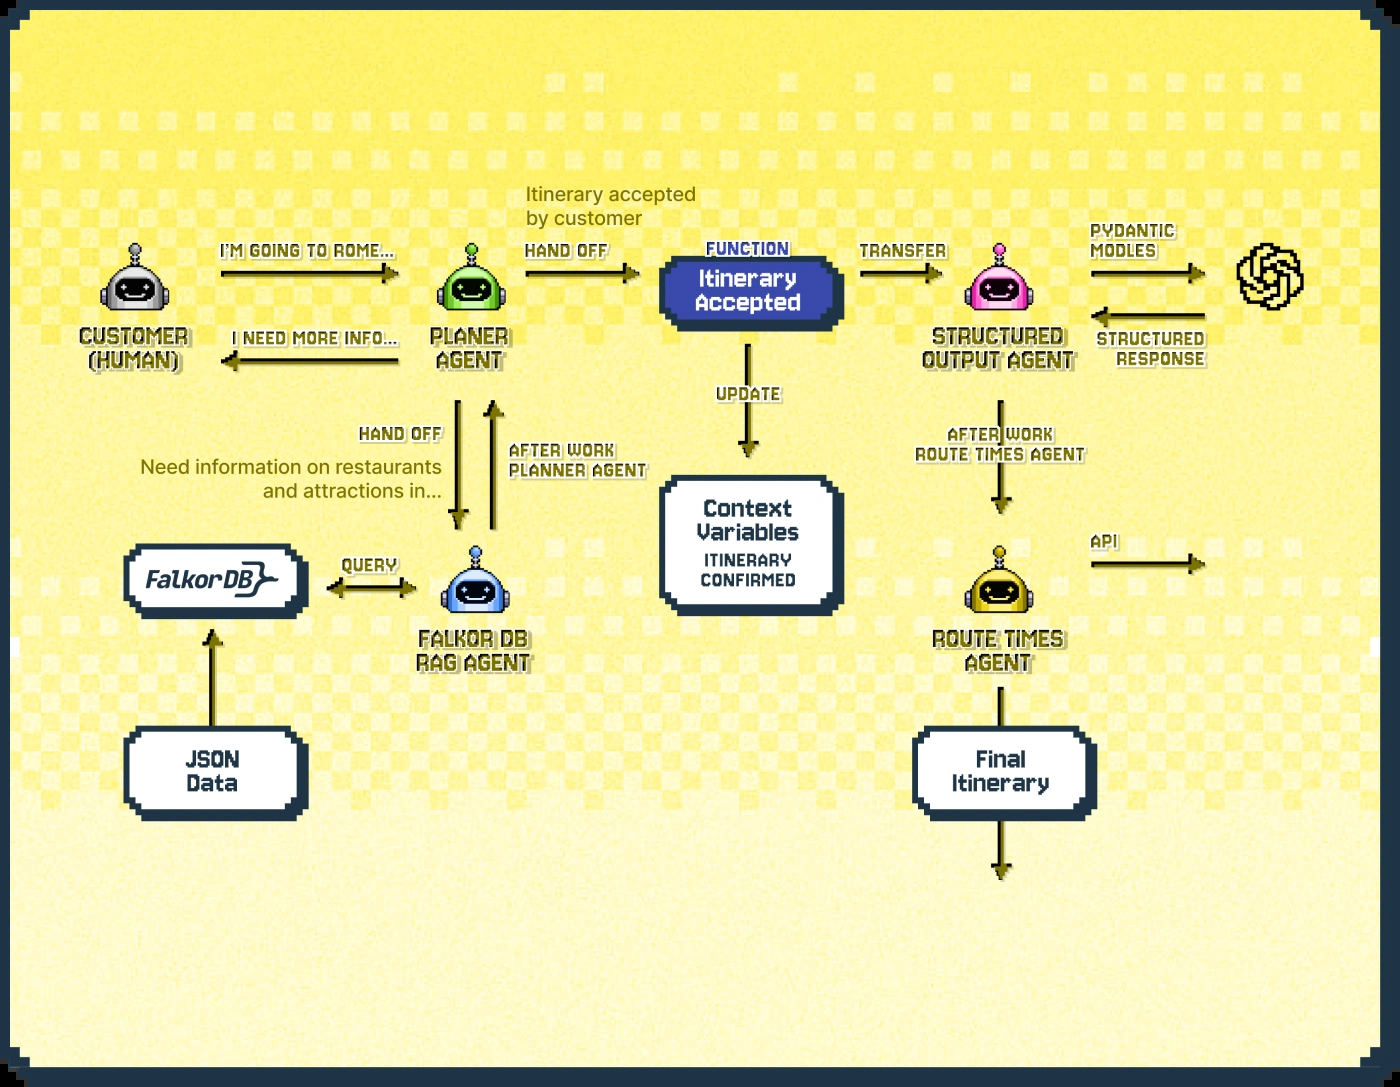 Itinerary accepted
by customer
I'M GOING TO ROME...
HAND OFF
FUNCTION
Itinerary
Accepted
TRANSFER
PYDANTIC
MODLES
CUSTOMER
(HUMAN)
I NEED MORE INFO...
PLANER
AGENT
STRUCTURED
OUTPUT AGENT
STRUCTURED
RESPONSE
UPDATE
HAND OFF
Need information on restaurants
and attractions in...
AFTER WORK
PLANNER AGENT
AFTER WORK
ROUTE TIMES AGENT
Context
Variables
ITINERARY
CONFIRMED
FalkorDB
QUERY
API
FALKOR DB
RAG AGENT
ROUTE TIMES
AGENT
JSON
Data
Final
Itinerary